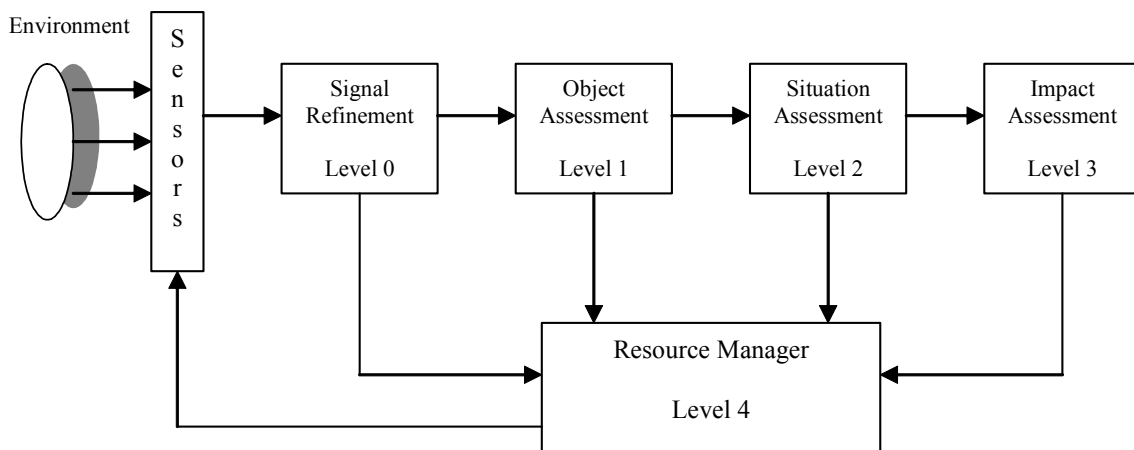 Environment
Sensors
Signal
Refinement
Level 0
Object
Assessment
Level 1
Situation
Assessment
Level 2
Impact
Assessment
Level 3
Resource Manager
Level 4